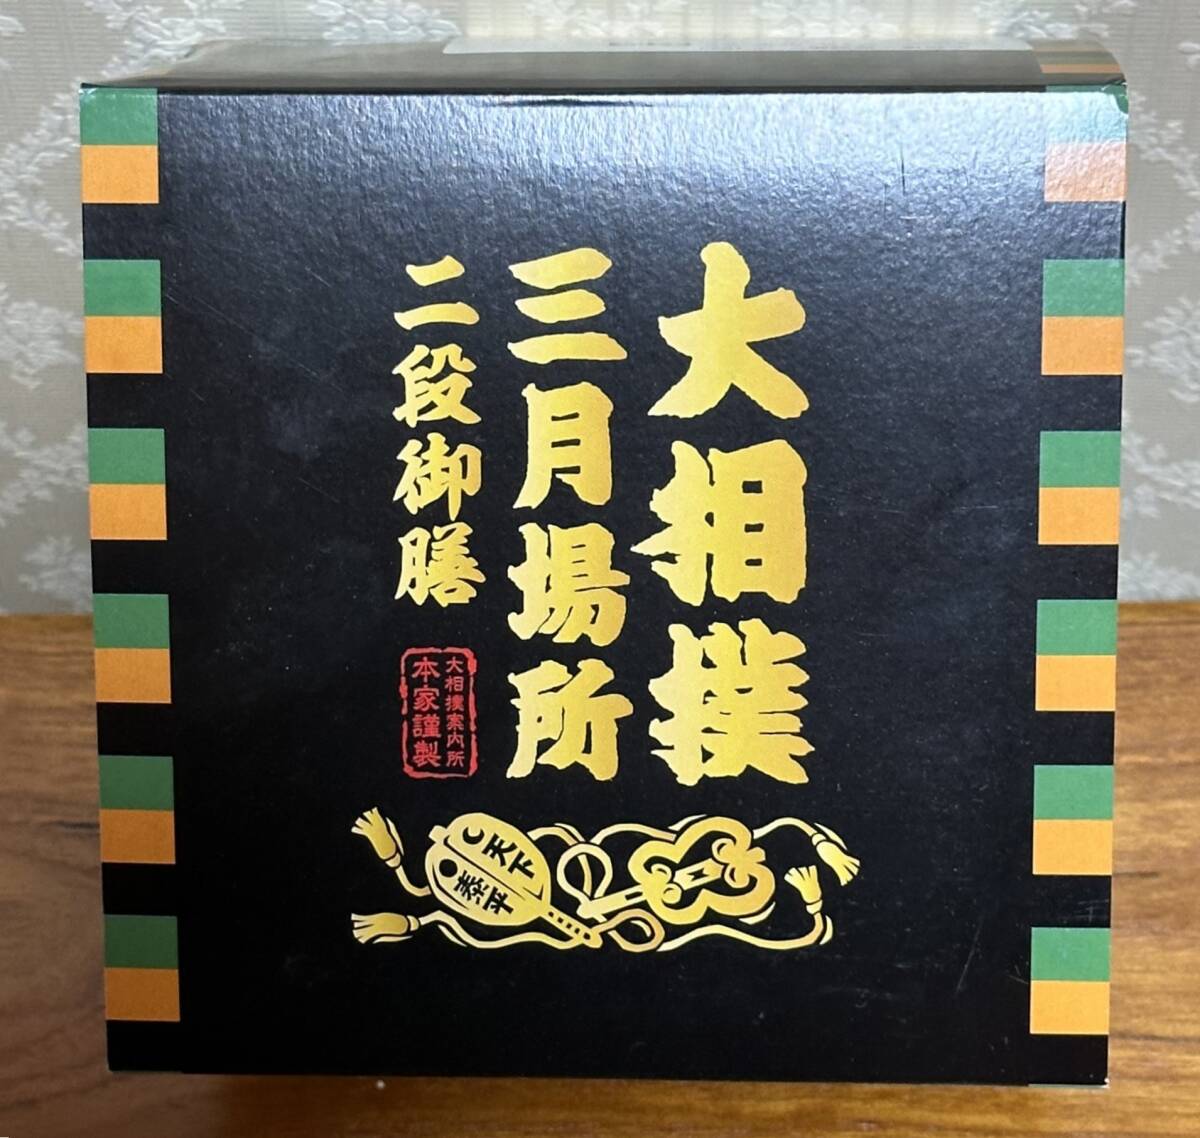 大相撲
三月場所
二段御膳
大相撲案内所
本家謹製
天下
泰平